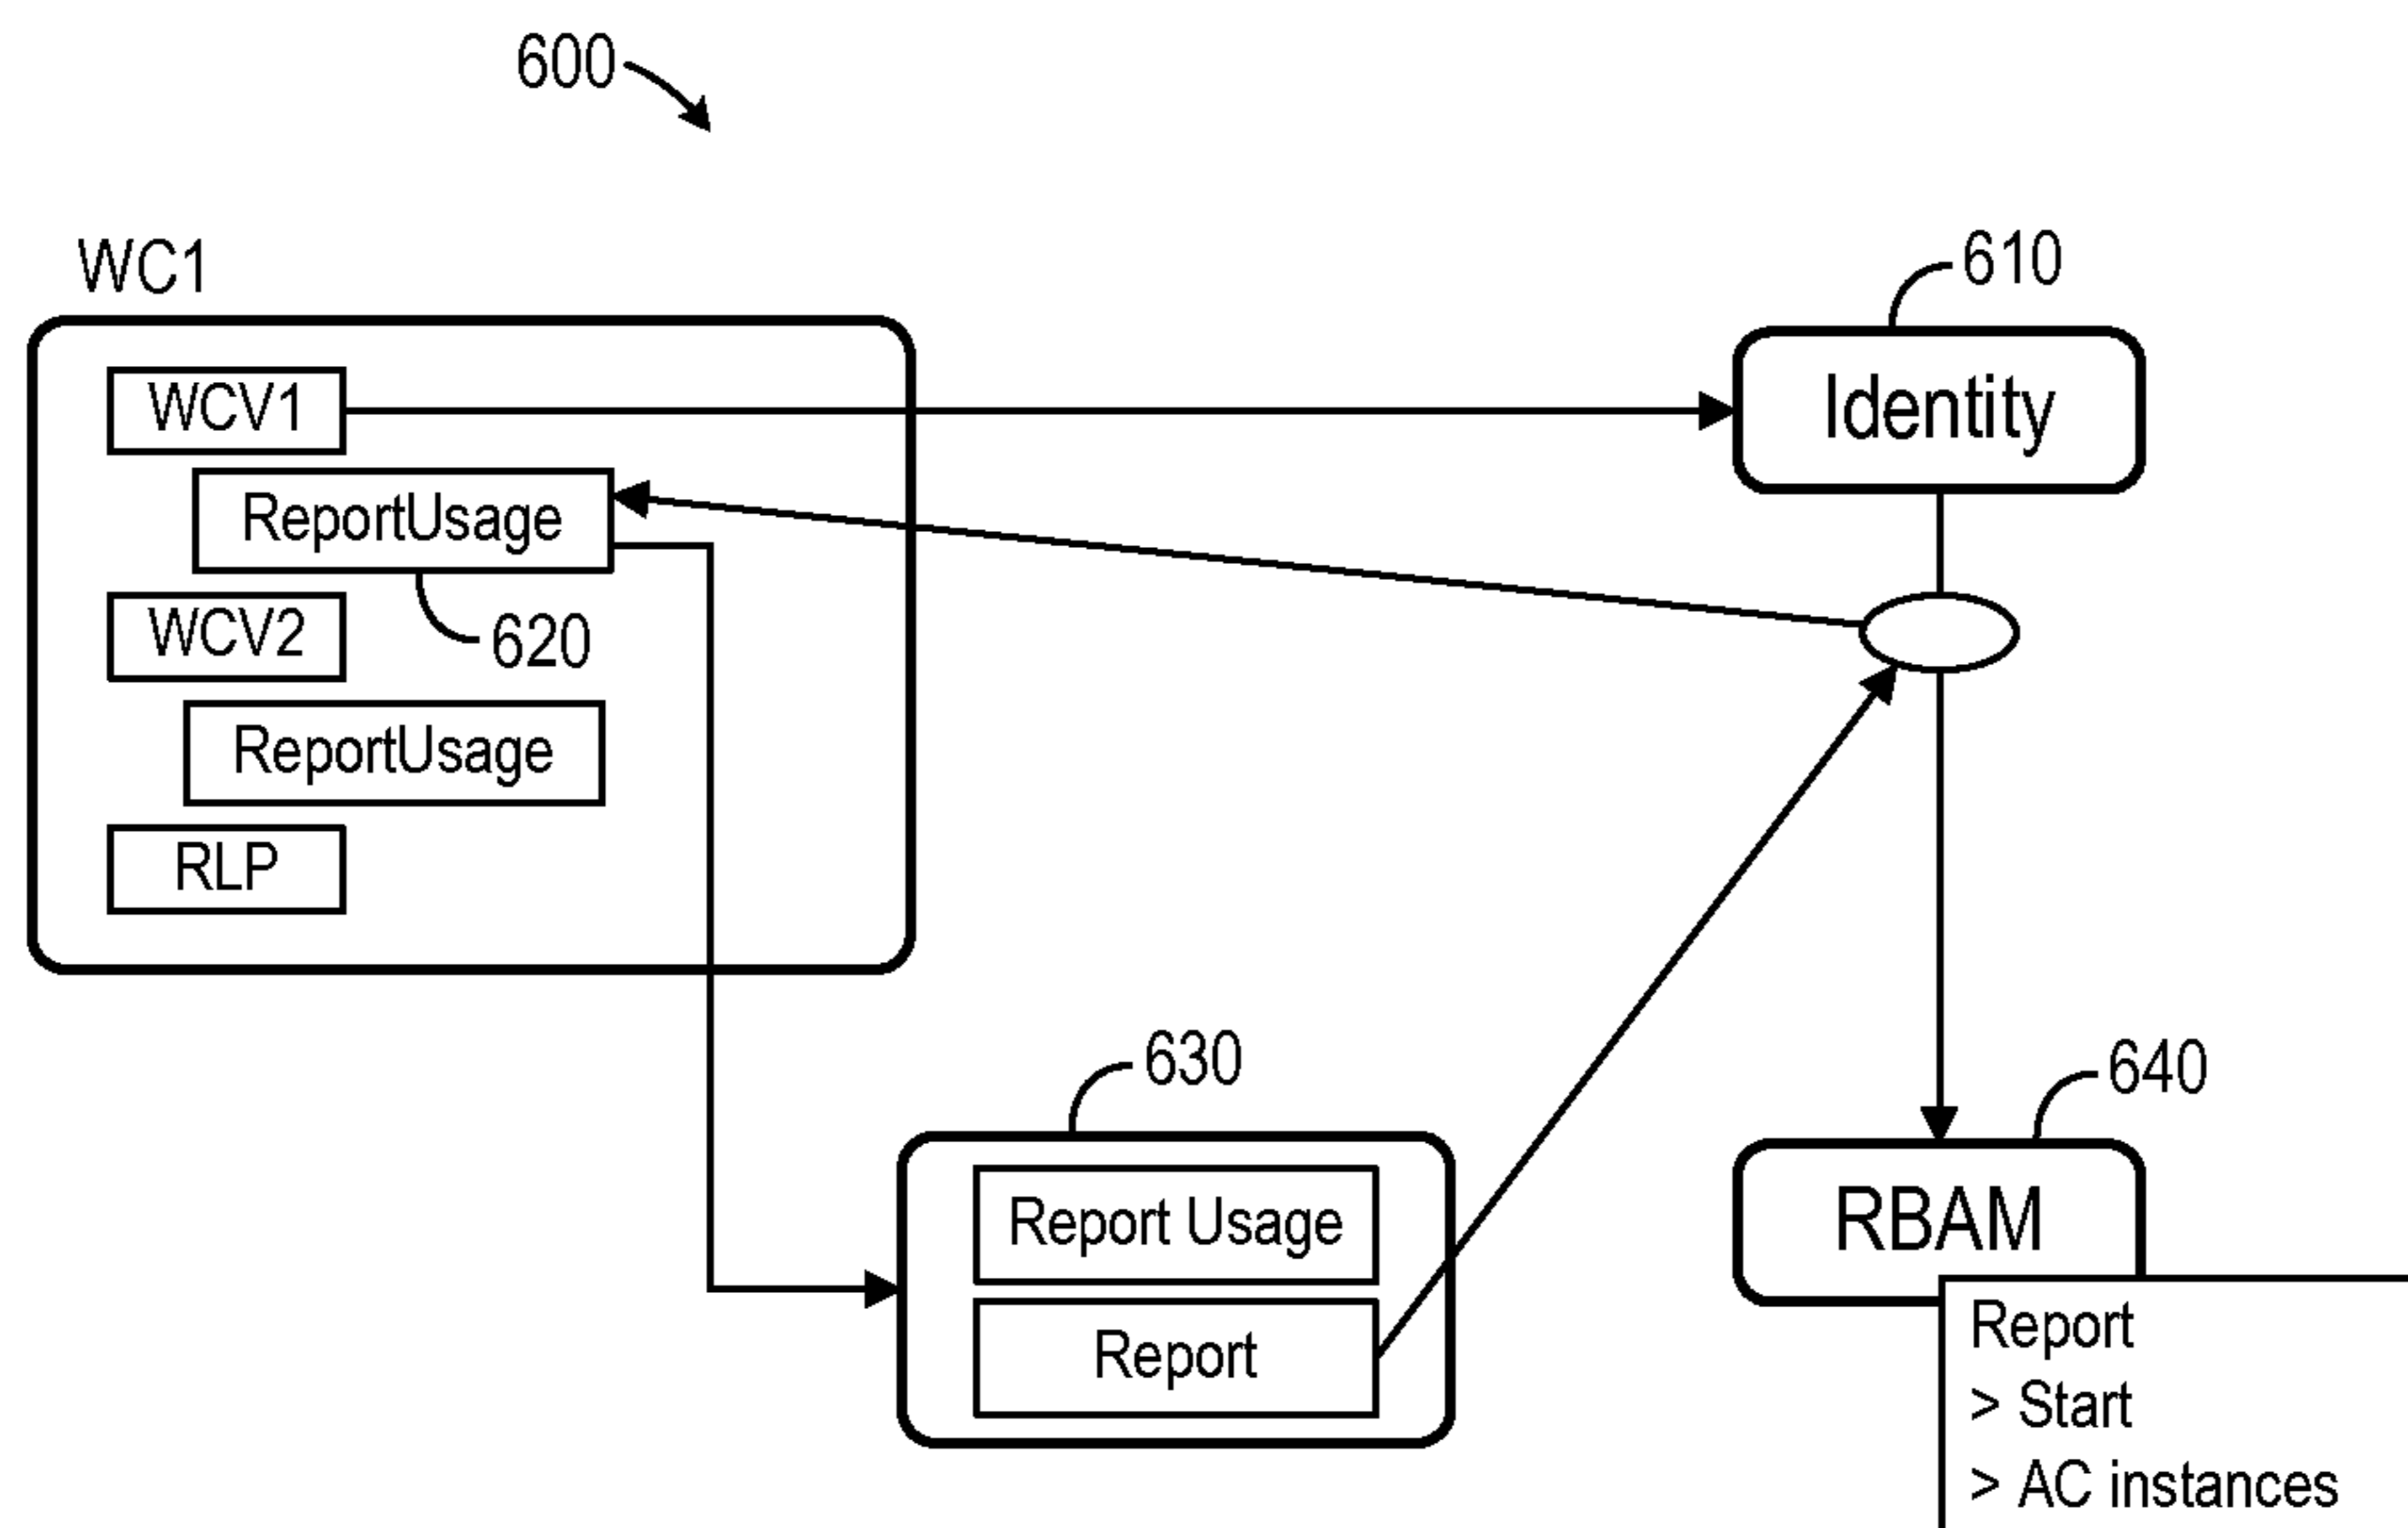 600
WC1
610
WCV1
Identity
ReportUsage
WCV2
620
ReportUsage
RLP
630
640
Report Usage
RBAM
Report
Report
> Start
> AC instances